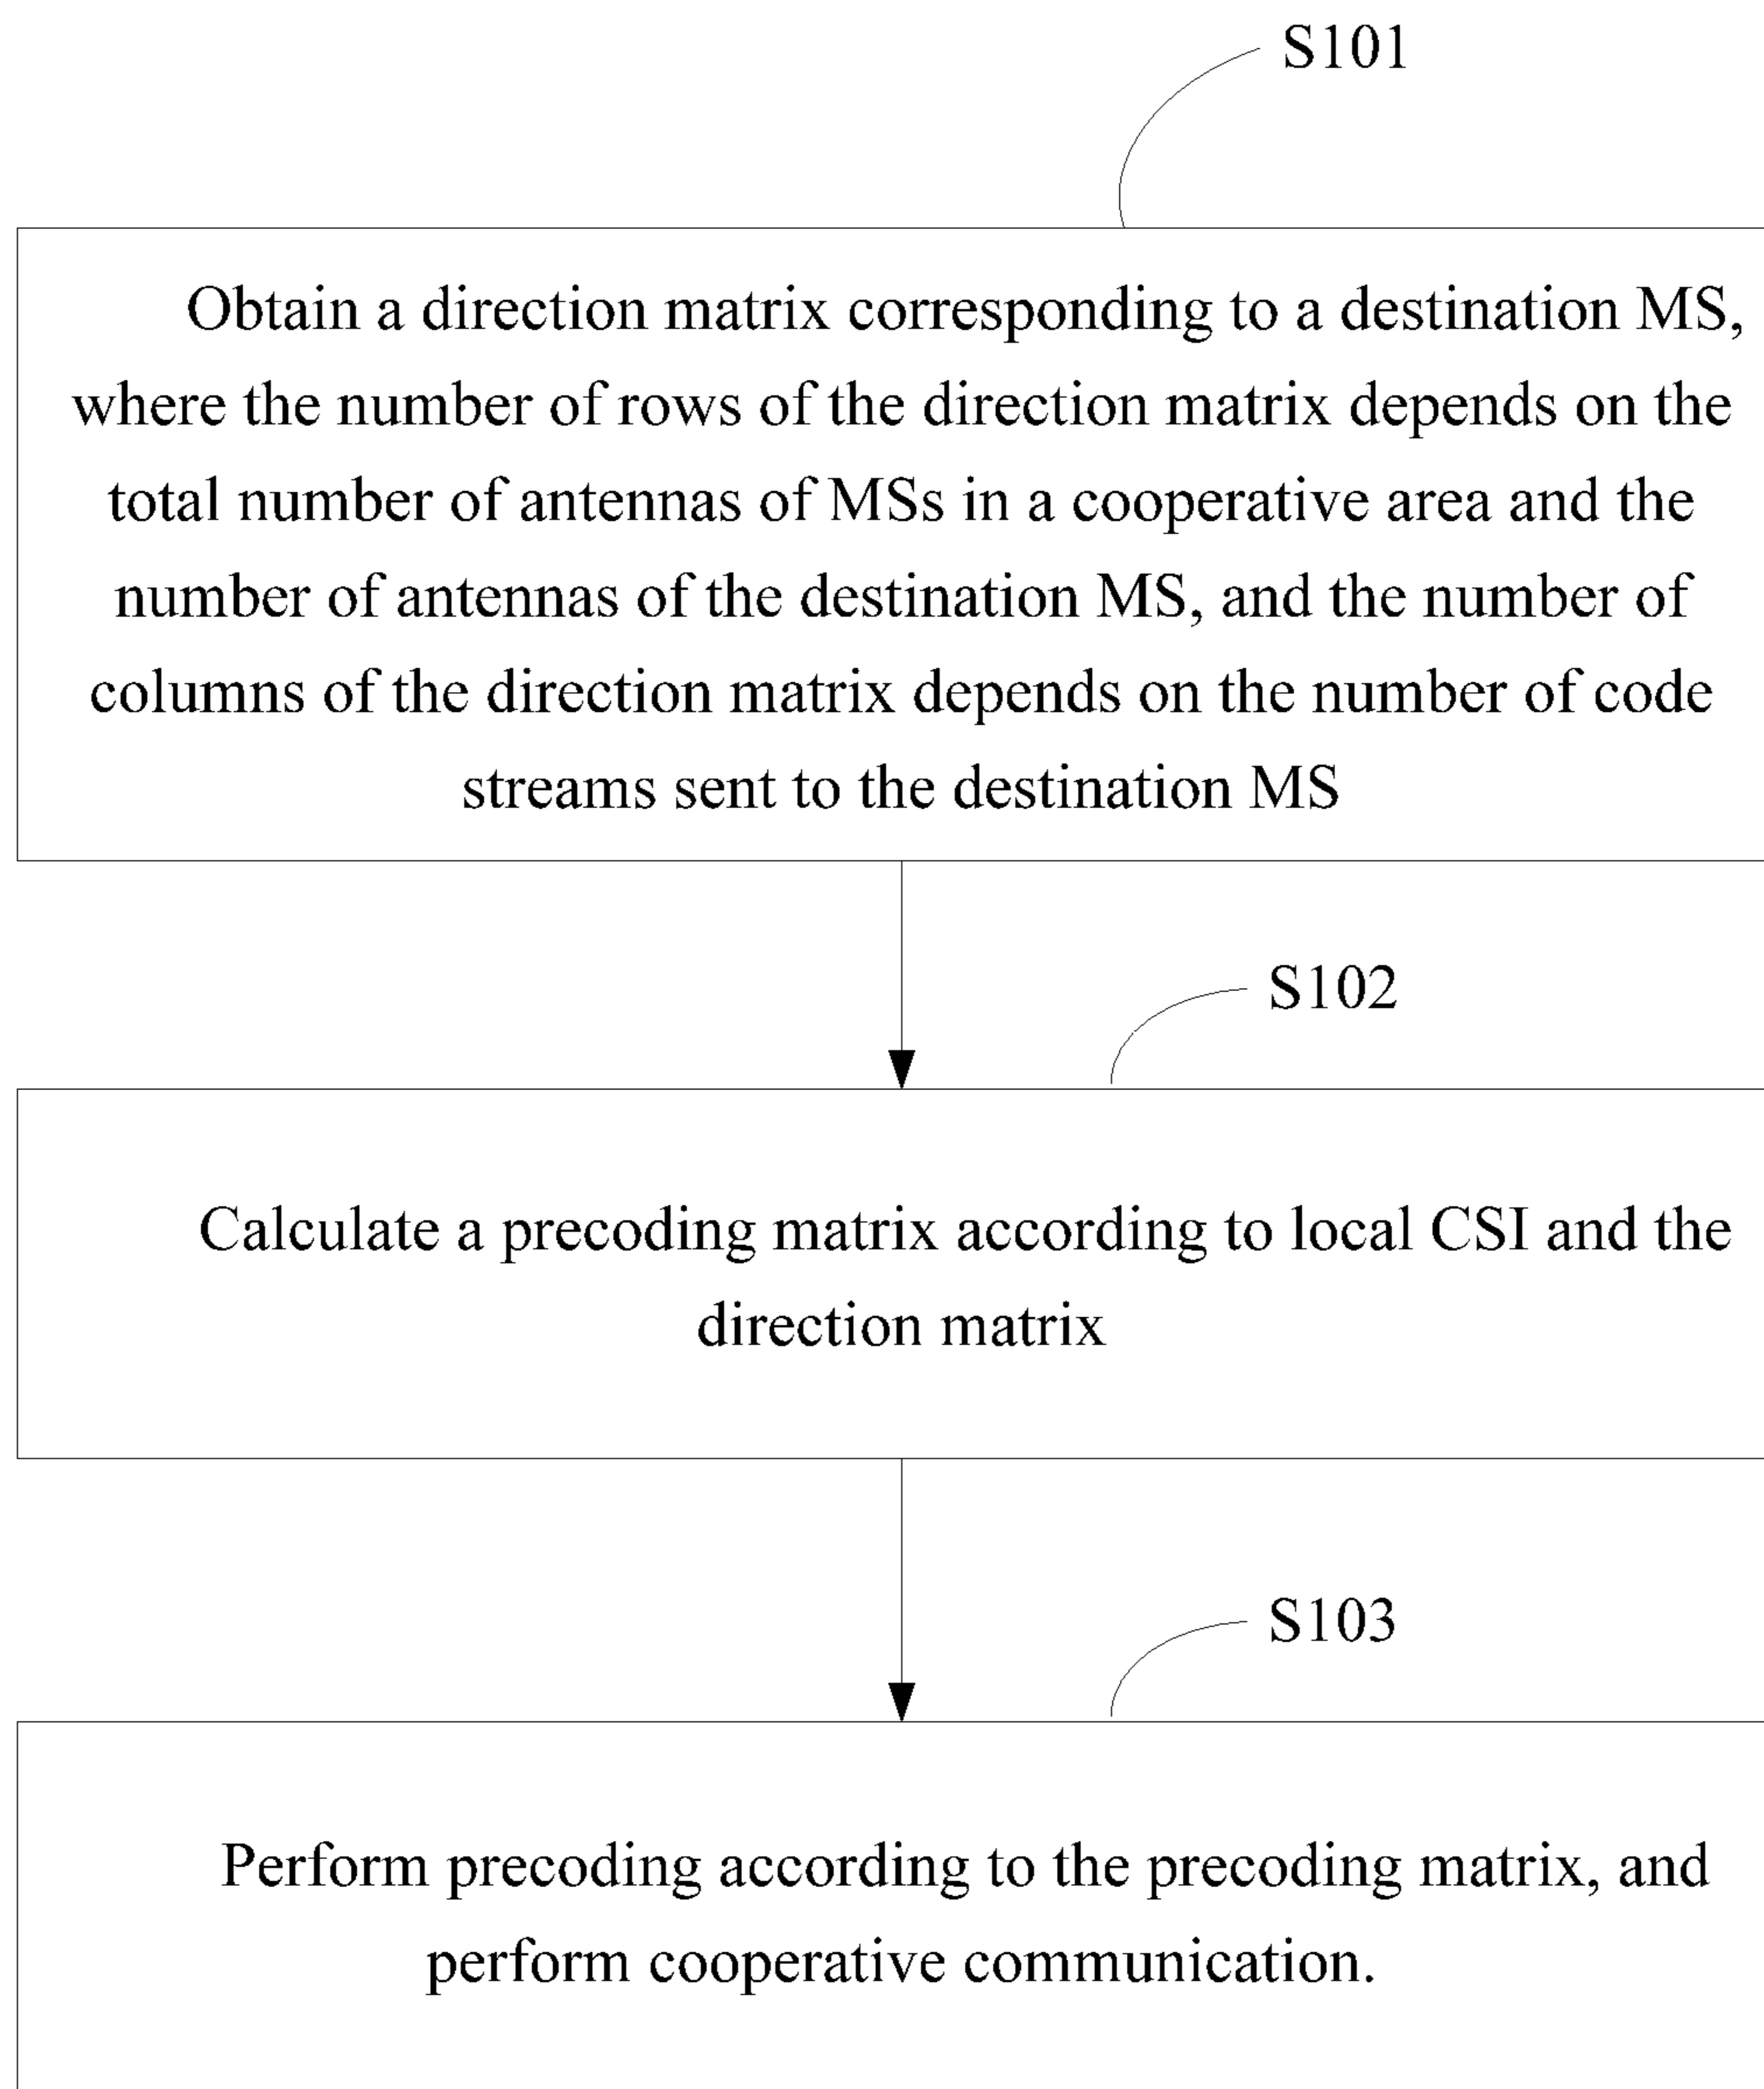 S101
Obtain a direction matrix corresponding to a destination MS,
where the number of rows of the direction matrix depends on the
total number of antennas of MSs in a cooperative area and the
number of antennas of the destination MS, and the number of
columns of the direction matrix depends on the number of code
streams sent to the destination MS
S102
Calculate a precoding matrix according to local CSI and the
direction matrix
S103
Perform precoding according to the precoding matrix, and
perform cooperative communication.